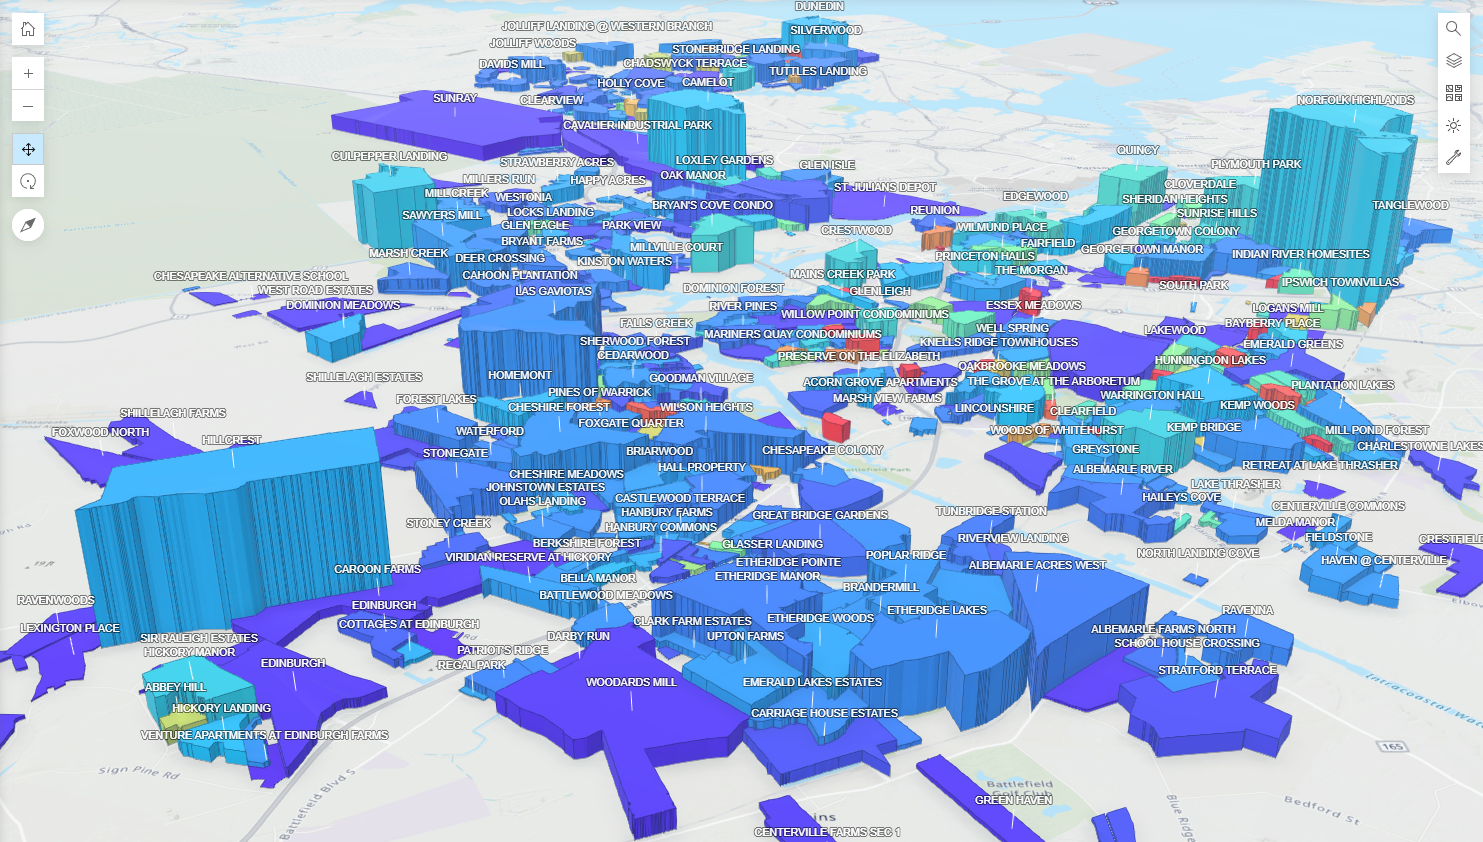 DUNEDIN
JOLLIFF LANDING @ WESTERN BRANCH
SILVERWOOD
JOLLIFF WOODS
STONEBRIDGE LANDING
DAVIDS MILL
CHADSWYCK TERRACE
TUTTLES LANDING
HOLLY COVE
CAMELOT
SUNRAY
CLEARVIEW
NORFOLK HIGHLANDS
CAVALIER INDUSTRIAL PARK
QUINCY
CULPEPPER LANDING
STRAWBERRY ACRES
LOXLEY GARDENS
GLEN ISLE
PLYMOUTH PARK
MILLERS RUN
HAPPY ACRES
OAK MANOR
CLOVERDALE
MILL CREEK
WESTONIA
ST. JULIANS DEPOT
EDGEWOOD
SHERIDAN HEIGHTS
BRYAN'S COVE CONDO
TANGLEWOOD
SAWYERS MILL
LOCKS LANDING
REUNION
SUNRISE HILLS
GLEN EAGLE
PARK VIEW
CRESTWOOD
WILMUND PLACE
GEORGETOWN COLONY
BRYANT FARMS
MILLVILLE COURT
FAIRFIELD
GEORGETOWN MANOR
MARSH CREEK
DEER CROSSING
KINSTON WATERS
PRINCETON HALLS
INDIAN RIVER HOMESITES
CHESAPEAKE ALTERNATIVE SCHOOL
CAHOON PLANTATION
MAINS CREEK PARK
THE MORGAN
WEST ROAD ESTATES
LAS GAVIOTAS
DOMINION FOREST
GLENLEIGH
SOUTH PARK
IPSWICH TOWNVILLAS
DOMINION MEADOWS
RIVER PINES
ESSEX MEADOWS
LOGANS MILL
FALLS CREEK
WILLOW POINT CONDOMINIUMS
WELL SPRING
LAKEWOOD
BAYBERRY PLACE
SHERWOOD FOREST
MARINERS QUAY CONDOMINIUMS
KNELLS RIDGE TOWNHOUSES
EMERALD GREENS
CEDARWOOD
PRESERVE ON THE ELIZABETH
HUNNINGDON LAKES
SHILLELAGH ESTATES
HOMEMONT
GOODMAN VILLAGE
ACORN GROVE APARTMENTS
OAKBROOKE MEADOWS
THE GROVE AT THE ARBORETUM
PLANTATION LAKES
FOREST LAKES
PINES OF WARRICK
MARSH VIEW FARMS
WARRINGTON HALL
SHILLELAGH FARMS
CHESHIRE FOREST
WILSON HEIGHTS
LINCOLNSHIRE
CLEARFIELD
KEMP WOODS
FOXWOOD NORTH
HILLCREST
WATERFORD
FOXGATE QUARTER
WOODS OF WHITEHURST
KEMP BRIDGE
MILL POND FOREST
STONEGATE
BRIARWOOD
CHESAPEAKE COLONY
GREYSTONE
CHARLESTOWNE LAKES
CHESHIRE MEADOWS
HALL PROPERTY
Battlefield Park
ALBEMARLE RIVER
RETREAT AT LAKE THRASHER
JOHNSTOWN ESTATES
LAKE THRASHER
OLAHS LANDING
CASTLEWOOD TERRACE
HAILEYS COVE
CENTERVILLE COMMONS
STONEY CREEK
HANBURY FARMS
GREAT BRIDGE GARDENS
TUNBRIDGE STATION
MELDA MANOR
HANBURY COMMONS
RIVERVIEW LANDING
FIELDSTONE
CRESTFIELD
BERKSHIRE FOREST
GLASSER LANDING
NORTH LANDING COVE
VIRIDIAN RESERVE AT HICKORY
ETHERIDGE POINTE
POPLAR RIDGE
ALBEMARLE ACRES WEST
HAVEN @ CENTERVILLE
CAROON FARMS
BELLA MANOR
ETHERIDGE MANOR
BRANDERMILL
RAVENWOODS
EDINBURGH
BATTLEWOOD MEADOWS
ETHERIDGE LAKES
RAVENNA
LEXINGTON PLACE
COTTAGES AT EDINBURGH
CLARK FARM ESTATES
ETHERIDGE WOODS
ALBEMARLE FARMS NORTH
SIR RALEIGH ESTATES
DARBY RUN
UPTON FARMS
SCHOOL HOUSE CROSSING
HICKORY MANOR
EDINBURGH
PATRIOT'S RIDGE
REGAL PARK
STRATFORD TERRACE
ABBEY HILL
WOODARDS MILL
EMERALD LAKES ESTATES
HICKORY LANDING
CARRIAGE HOUSE ESTATES
Intracoastal Wat
VENTURE APARTMENTS AT EDINBURGH FARMS
165
Sign Pine Rd
Battlefield Blvd S
Battlefield
Golf Club
GREEN HAVEN
Blue Ridge
Bedford St
CENTERVILLE FARMS SEC 1